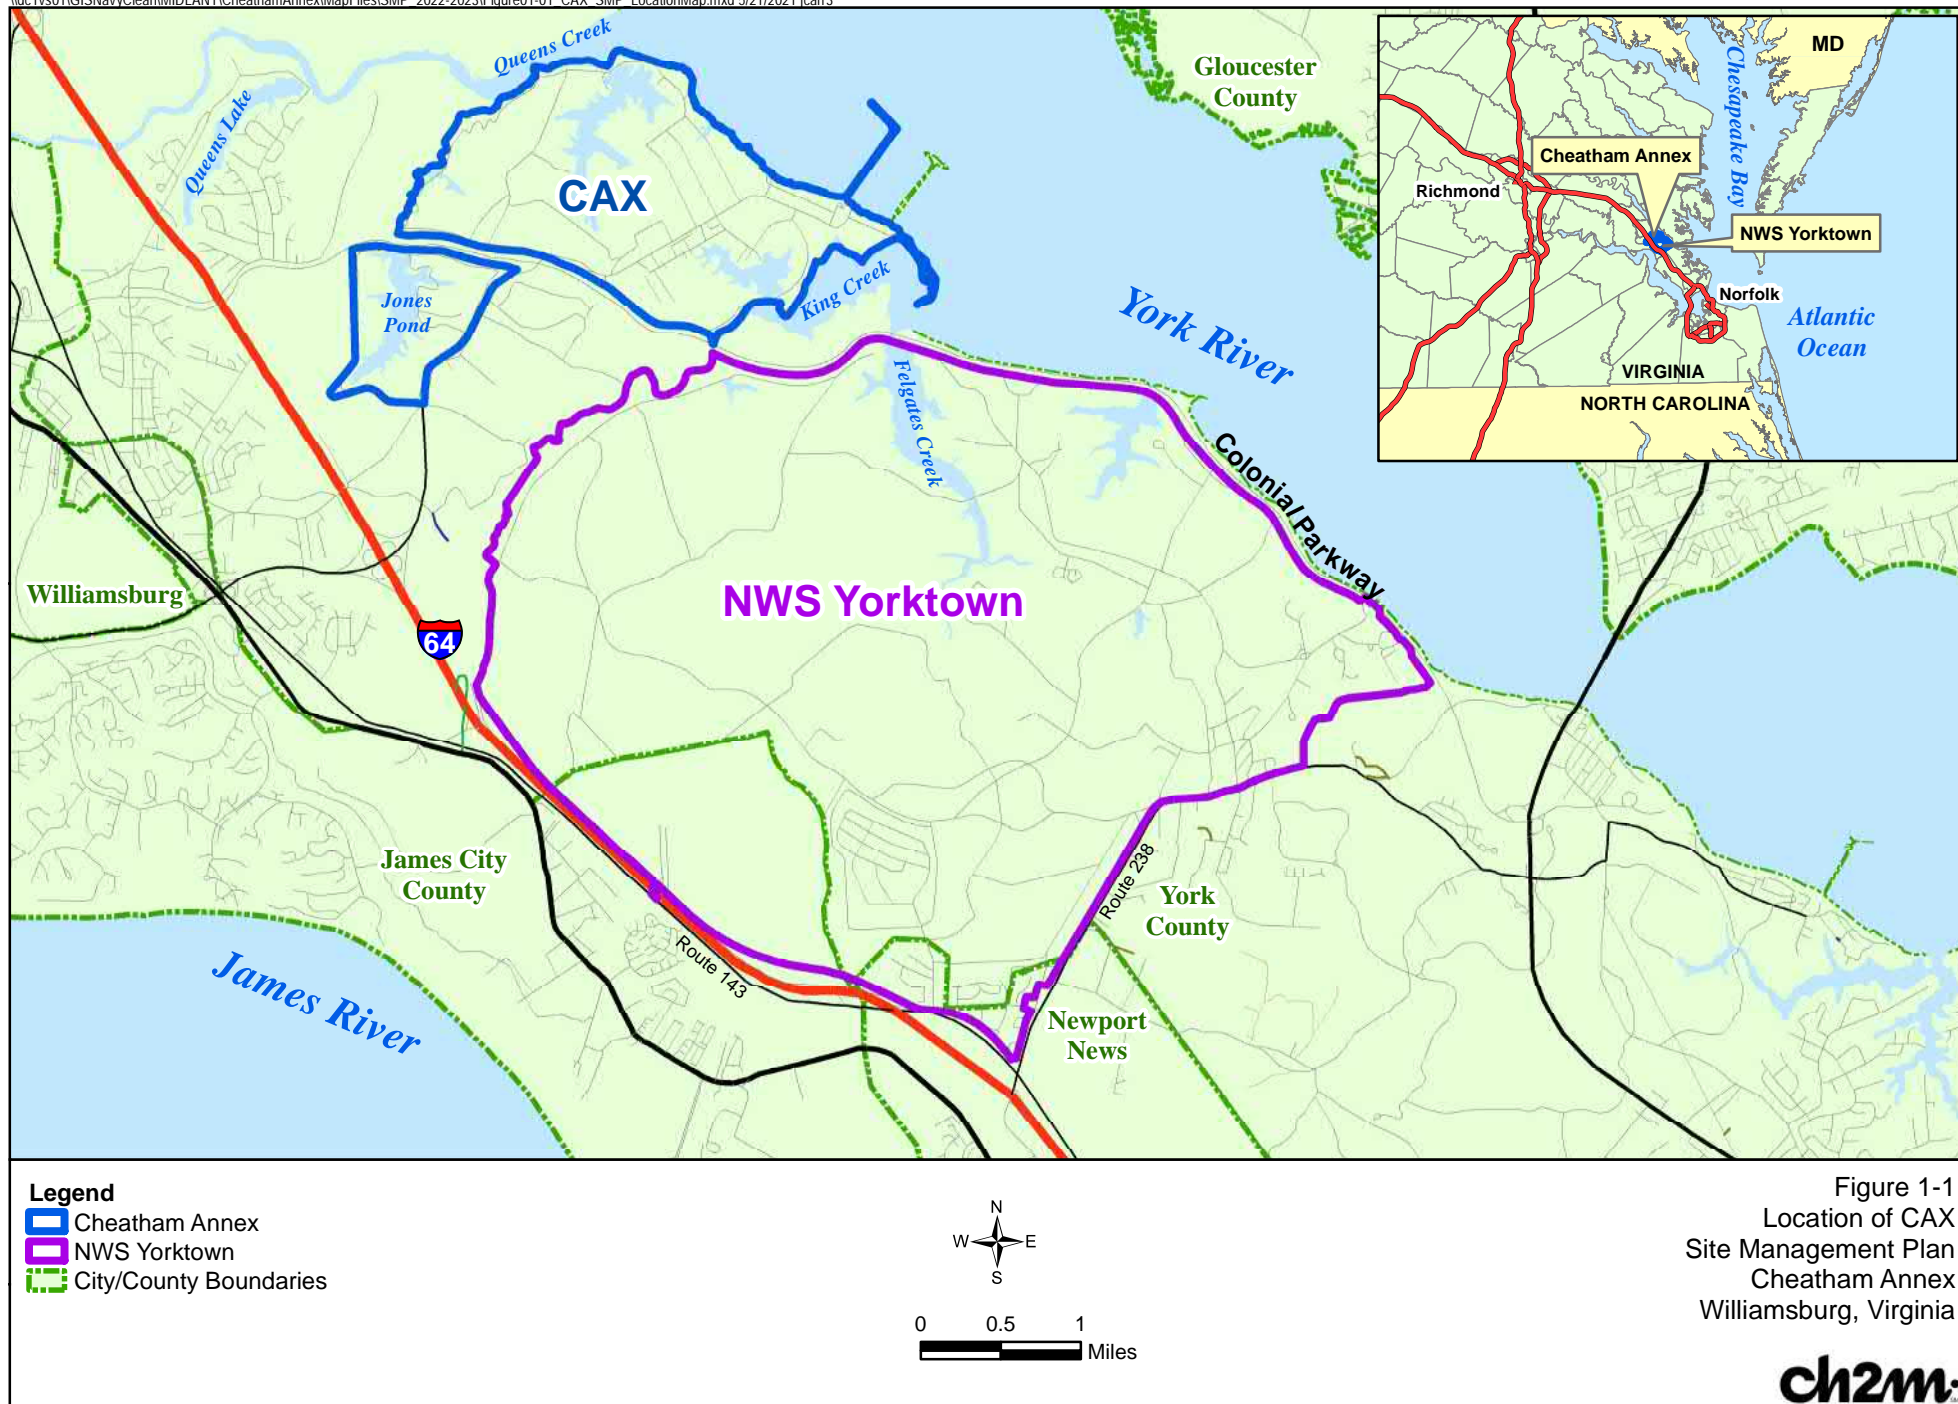 Queens Creek
Queens Lake
CAX
Jones
Pond
King Creek
Felgates Creek
York River
Colonial Parkway
Gloucester
County
NWS Yorktown
Williamsburg
64
James City
County
Route 143
Route 238
York
County
Newport
News
James River
MD
Chesapeake Bay
Cheatham Annex
Richmond
NWS Yorktown
Norfolk
Atlantic
Ocean
VIRGINIA
NORTH CAROLINA
Legend
Cheatham Annex
NWS Yorktown
City/County Boundaries
N
W E
S
0 0.5 1
Miles
Figure 1-1
Location of CAX
Site Management Plan
Cheatham Annex
Williamsburg, Virginia
ch2m